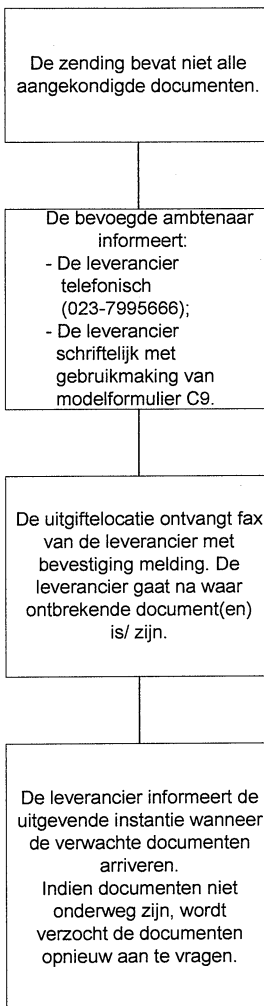 De zending bevat niet alle
aangekondigde documenten.
De bevoegde ambtenaar
informeert:
- De leverancier
telefonisch
(023-7995666);
- De leverancier
schriftelijk met
gebruikmaking van
modelformulier C9.
De uitgiftelocatie ontvangt fax
van de leverancier met
bevestiging melding. De
leverancier gaat na waar
ontbrekende document(en)
is/ zijn.
De leverancier informeert de
uitgevende instantie wanneer
de verwachte documenten
arriveren.
Indien documenten niet
onderweg zijn, wordt
verzocht de documenten
opnieuw aan te vragen.